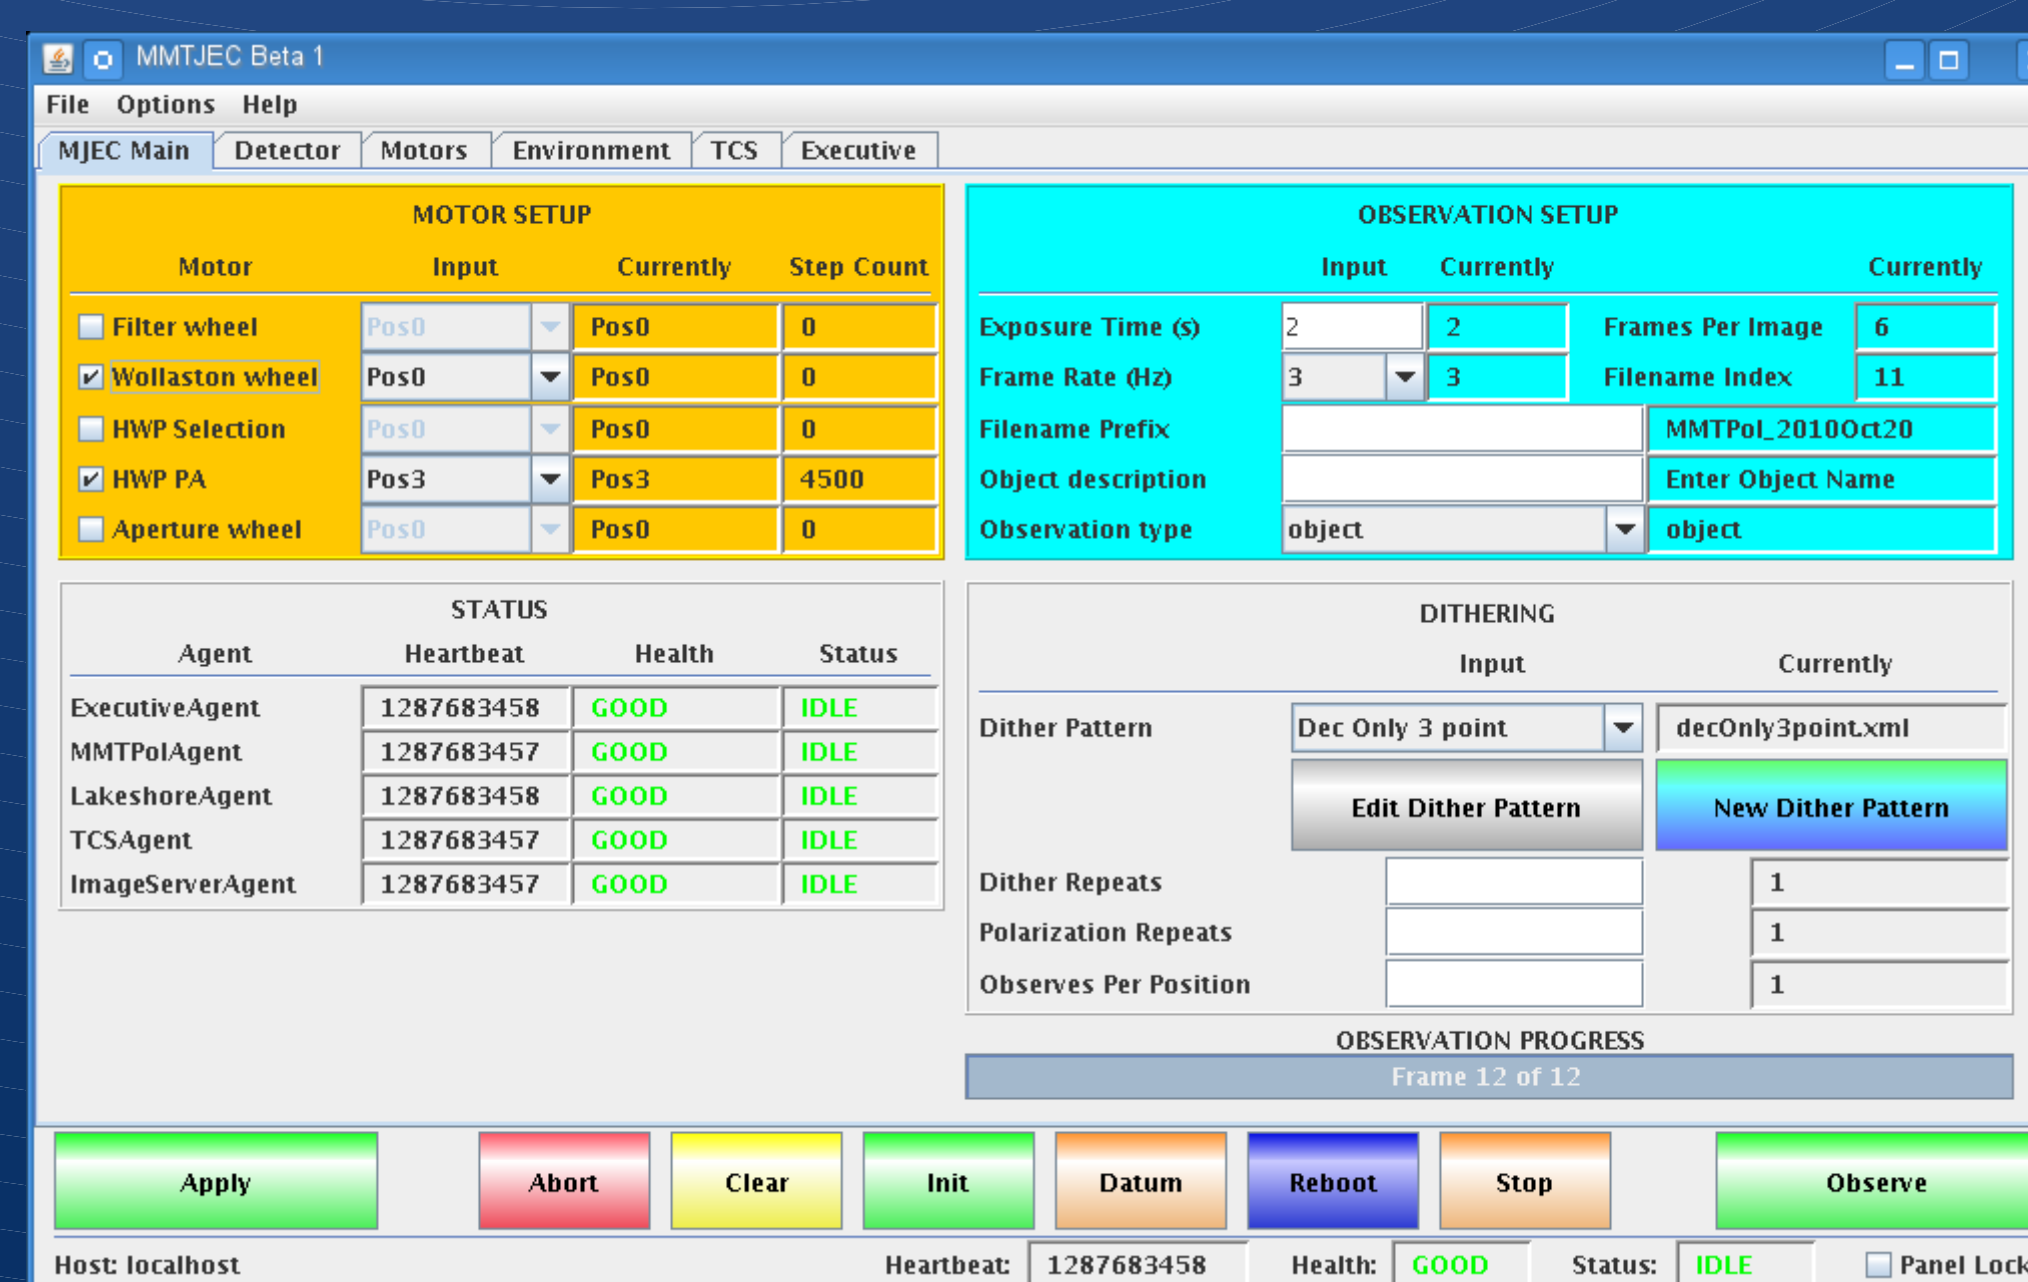 MMTJEC Beta 1
File Options Help
MJEC Main Detector Motors Environment TCS Executive
MOTOR SETUP
Motor Input Currently Step Count
Filter wheel Pos0 Pos0 0
Wollaston wheel Pos0 Pos0 0
HWP Selection Pos0 Pos0 0
HWP PA Pos3 Pos3 4500
Aperture wheel Pos0 Pos0 0
OBSERVATION SETUP
Input Currently Currently
Exposure Time (s) 2 2 Frames Per Image 6
Frame Rate (Hz) 3 3 Filename Index 11
Filename Prefix MMTPol_2010Oct20
Object description Enter Object Name
Observation type object object
STATUS
Agent Heartbeat Health Status
ExecutiveAgent 1287683458 GOOD IDLE
MMTPolAgent 1287683457 GOOD IDLE
LakeshoreAgent 1287683458 GOOD IDLE
TCSAgent 1287683457 GOOD IDLE
ImageServerAgent 1287683457 GOOD IDLE
DITHERING
Input Currently
Dither Pattern Dec Only 3 point decOnly3point.xml
Edit Dither Pattern New Dither Pattern
Dither Repeats 1
Polarization Repeats 1
Observes Per Position 1
OBSERVATION PROGRESS
Frame 12 of 12
Apply Abort Clear Init Datum Reboot Stop Observe
Host: localhost Heartbeat: 1287683458 Health: GOOD Status: IDLE Panel Lock